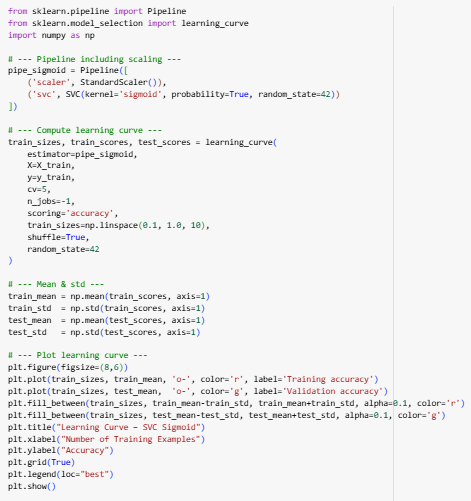 from sklearn.pipeline import Pipeline
from sklearn.model_selection import learning_curve
import numpy as np

# --- Pipeline including scaling ---
pipe_sigmoid = Pipeline([
    ('scaler', StandardScaler()),
    ('svc', SVC(kernel='sigmoid', probability=True, random_state=42))
])

# --- Compute learning curve ---
train_sizes, train_scores, test_scores = learning_curve(
    estimator=pipe_sigmoid,
    X=X_train,
    y=y_train,
    cv=5,
    n_jobs=-1,
    scoring='accuracy',
    train_sizes=np.linspace(0.1, 1.0, 10),
    shuffle=True,
    random_state=42
)

# --- Mean & std ---
train_mean = np.mean(train_scores, axis=1)
train_std  = np.std(train_scores, axis=1)
test_mean  = np.mean(test_scores, axis=1)
test_std   = np.std(test_scores, axis=1)

# --- Plot learning curve ---
plt.figure(figsize=(8,6))
plt.plot(train_sizes, train_mean, 'o-', color='r', label='Training accuracy')
plt.plot(train_sizes, test_mean,  'o-', color='g', label='Validation accuracy')
plt.fill_between(train_sizes, train_mean-train_std, train_mean+train_std, alpha=0.1, color='r')
plt.fill_between(train_sizes, test_mean-test_std, test_mean+test_std, alpha=0.1, color='g')
plt.title("Learning Curve – SVC Sigmoid")
plt.xlabel("Number of Training Examples")
plt.ylabel("Accuracy")
plt.grid(True)
plt.legend(loc="best")
plt.show()